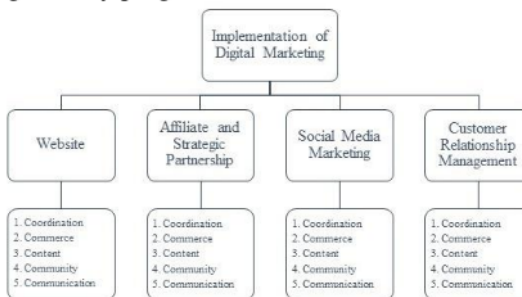 Implementation of
Digital Marketing
Website
Affiliate and
Strategic
Partnership
Social Media
Marketing
Customer
Relationship
Management
1. Coordination
2. Commerce
3. Content
4. Community
5. Communication
1. Coordination
2. Commerce
3. Content
4. Community
5. Communication
1. Coordination
2. Commerce
3. Content
4. Community
5. Communication
1. Coordination
2. Commerce
3. Content
4. Community
5. Communication